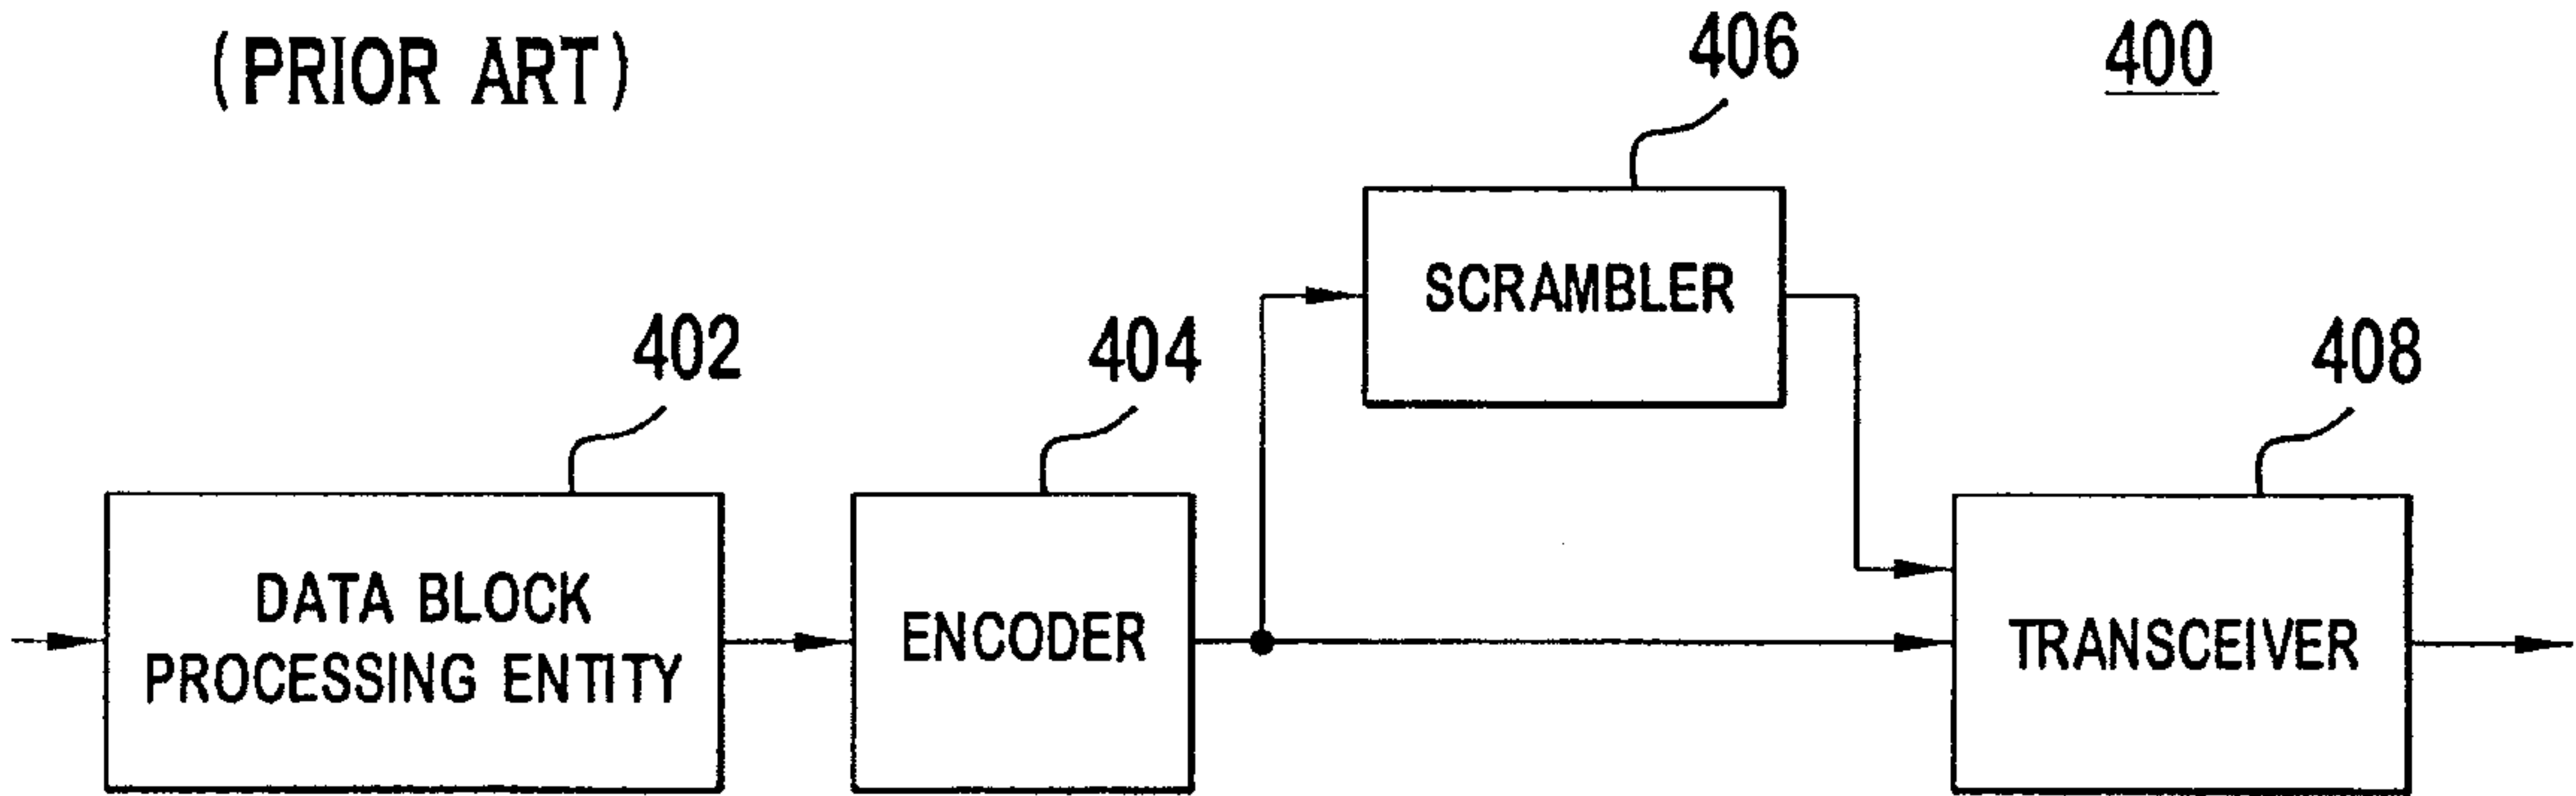 (PRIOR ART)
406
400
SCRAMBLER
402
404
408
DATA BLOCK
PROCESSING ENTITY
ENCODER
TRANSCEIVER